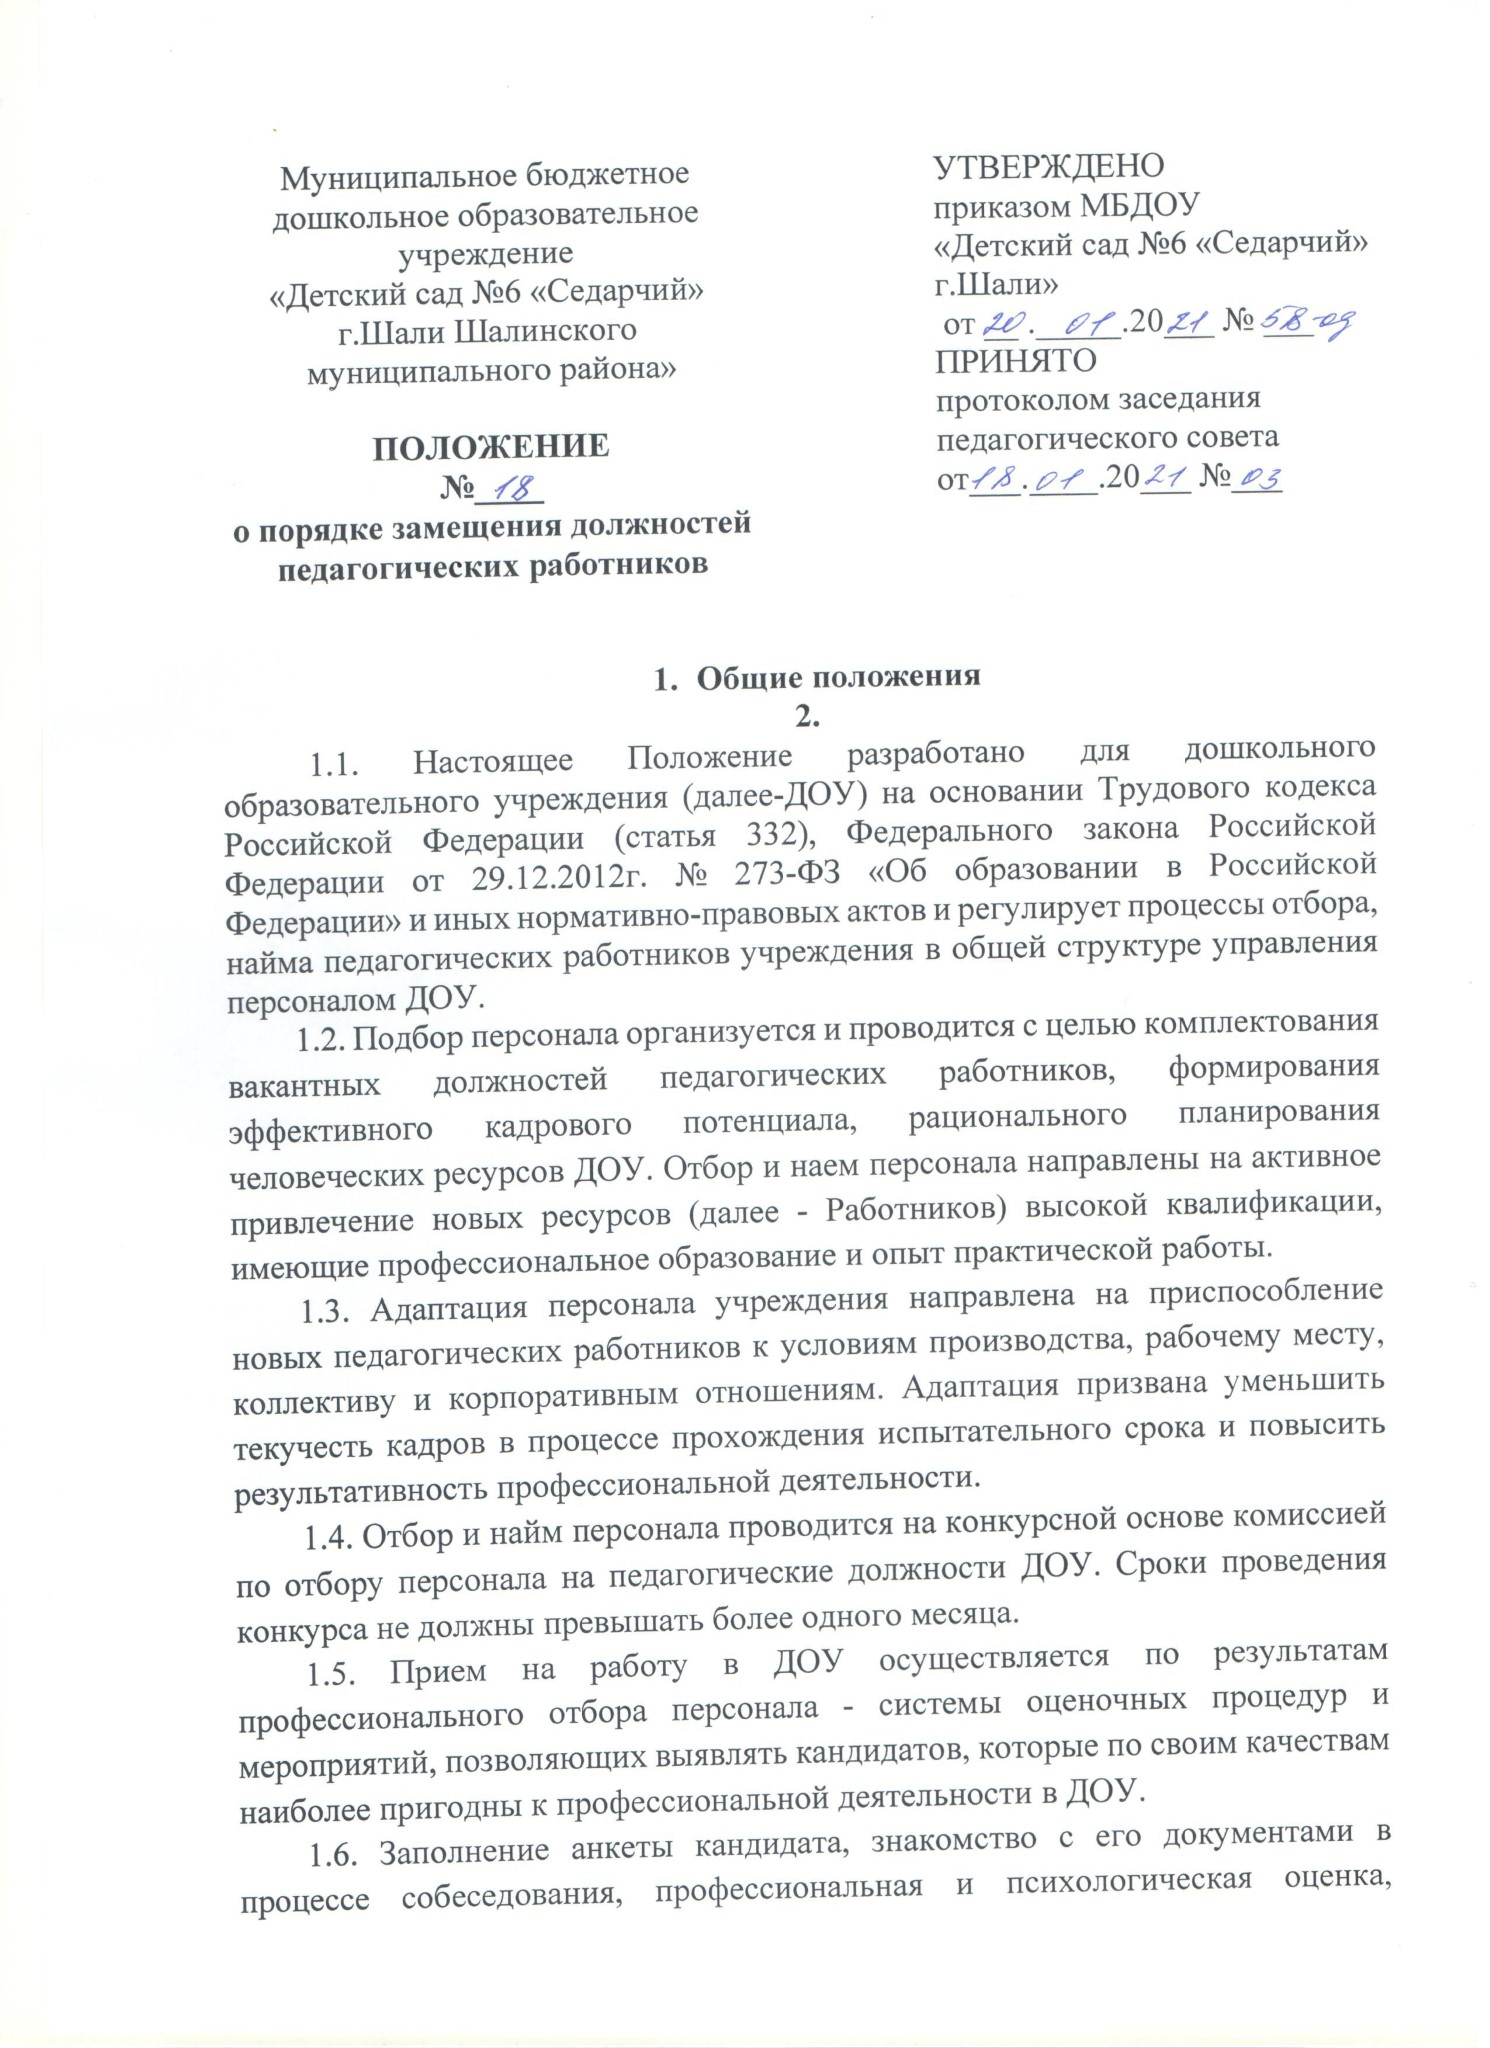 Муниципальное бюджетное
дошкольное образовательное
учреждение
«Детский сад №6 «Седарчий»
г.Шали Шалинского
муниципального района»
ПОЛОЖЕНИЕ
№ 18
о порядке замещения должностей
педагогических работников
УТВЕРЖДЕНО
приказом МБДОУ
«Детский сад №6 «Седарчий»
г.Шали»
от 20. 01.2021 № 58-од
ПРИНЯТО
протоколом заседания
педагогического совета
от 18.01.2021 № 03
1. Общие положения
2.
1.1. Настоящее Положение разработано для дошкольного
образовательного учреждения (далее-ДОУ) на основании Трудового кодекса
Российской Федерации (статья 332), Федерального закона Российской
Федерации от 29.12.2012г. № 273-ФЗ «Об образовании в Российской
Федерации» и иных нормативно-правовых актов и регулирует процессы отбора,
найма педагогических работников учреждения в общей структуре управления
персоналом ДОУ.
1.2. Подбор персонала организуется и проводится с целью комплектования
вакантных должностей педагогических работников, формирования
эффективного кадрового потенциала, рационального планирования
человеческих ресурсов ДОУ. Отбор и наем персонала направлены на активное
привлечение новых ресурсов (далее - Работников) высокой квалификации,
имеющие профессиональное образование и опыт практической работы.
1.3. Адаптация персонала учреждения направлена на приспособление
новых педагогических работников к условиям производства, рабочему месту,
коллективу и корпоративным отношениям. Адаптация призвана уменьшить
текучесть кадров в процессе прохождения испытательного срока и повысить
результативность профессиональной деятельности.
1.4. Отбор и найм персонала проводится на конкурсной основе комиссией
по отбору персонала на педагогические должности ДОУ. Сроки проведения
конкурса не должны превышать более одного месяца.
1.5. Прием на работу в ДОУ осуществляется по результатам
профессионального отбора персонала - системы оценочных процедур и
мероприятий, позволяющих выявлять кандидатов, которые по своим качествам
наиболее пригодны к профессиональной деятельности в ДОУ.
1.6. Заполнение анкеты кандидата, знакомство с его документами в
процессе собеседования, профессиональная и психологическая оценка,